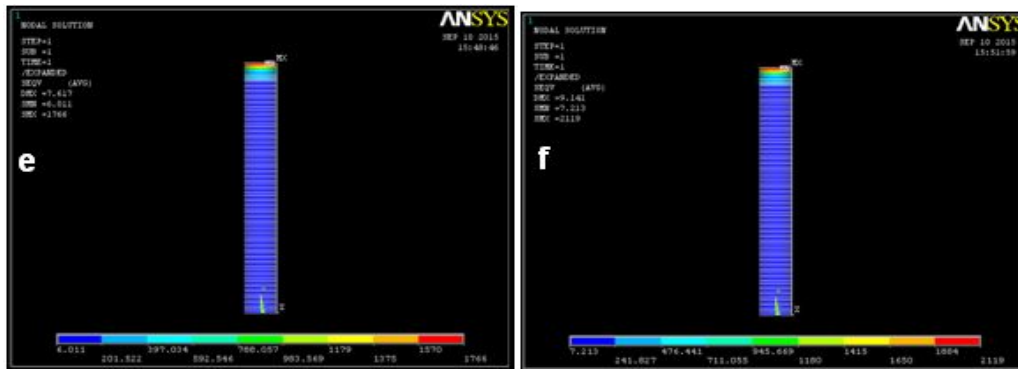 1
NODAL SOLUTION
STEP=1
SUB =1
TIME=1
/EXPANDED
SEQV (AVG)
DMX =7.617
SMN =6.011
SMX =1766
ANSYS
SEP 10 2015
15:48:46
MX
e
6.011 397.034 788.057 1179 1570
201.522 592.546 983.569 1375 1766
1
NODAL SOLUTION
STEP=1
SUB =1
TIME=1
/EXPANDED
SEQV (AVG)
DMX =9.141
SMN =7.213
SMX =2119
ANSYS
SEP 10 2015
15:51:59
MX
f
7.213 476.441 945.669 1415 1884
241.827 711.055 1180 1650 2119